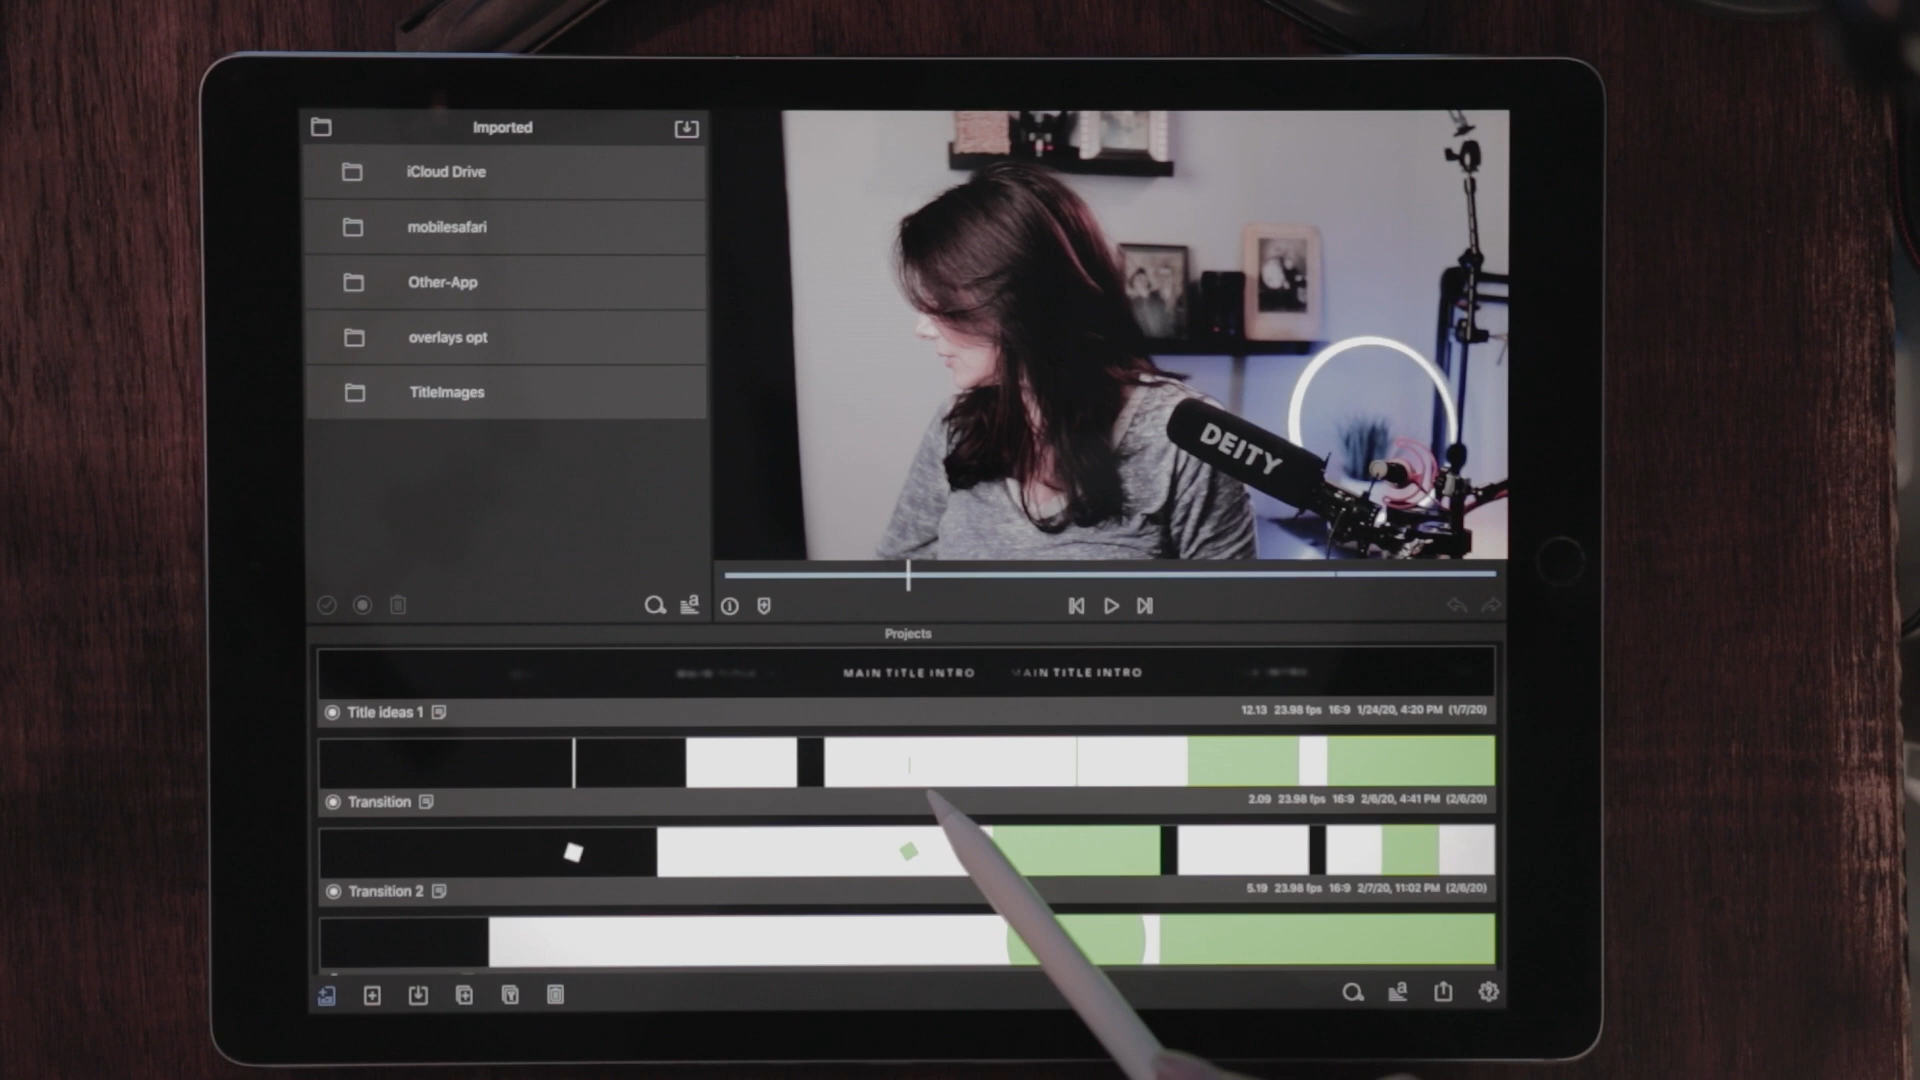 Imported
iCloud Drive
mobilesafari
Other-App
overlays opt
TitleImages
DEITY
Projects
MAIN TITLE INTRO MAIN TITLE INTRO
Title ideas 1 12.13 23.98 fps 16:9 1/24/20, 4:20 PM (1/7/20)
Transition 2.09 23.98 fps 16:9 2/6/20, 4:41 PM (2/6/20)
Transition 2 5.19 23.98 fps 16:9 2/7/20, 11:02 PM (2/6/20)